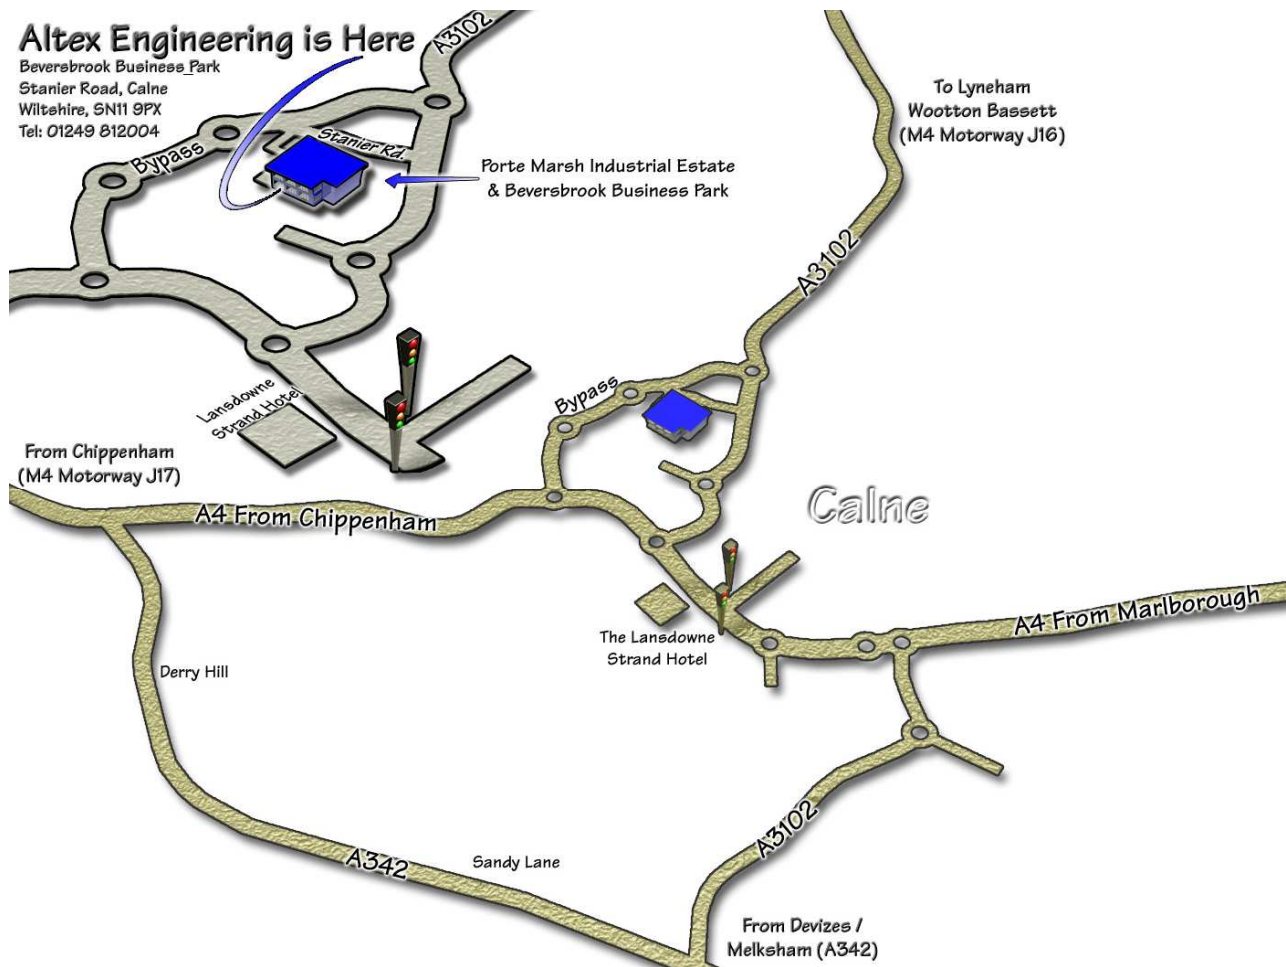 Altex Engineering is Here
Beversbrook Business Park
Stanier Road, Calne
Wiltshire, SN11 9PX
Tel: 01249 812004
A3102
Stanier Rd.
Bypass
Porte Marsh Industrial Estate
& Beversbrook Business Park
To Lyneham
Wootton Bassett
(M4 Motorway J16)
A3102
Lansdowne
Strand Hotel
Bypass
From Chippenham
(M4 Motorway J17)
A4 From Chippenham
Calne
The Lansdowne
Strand Hotel
A4 From Marlborough
Derry Hill
A342
Sandy Lane
A3102
From Devizes /
Melksham (A342)